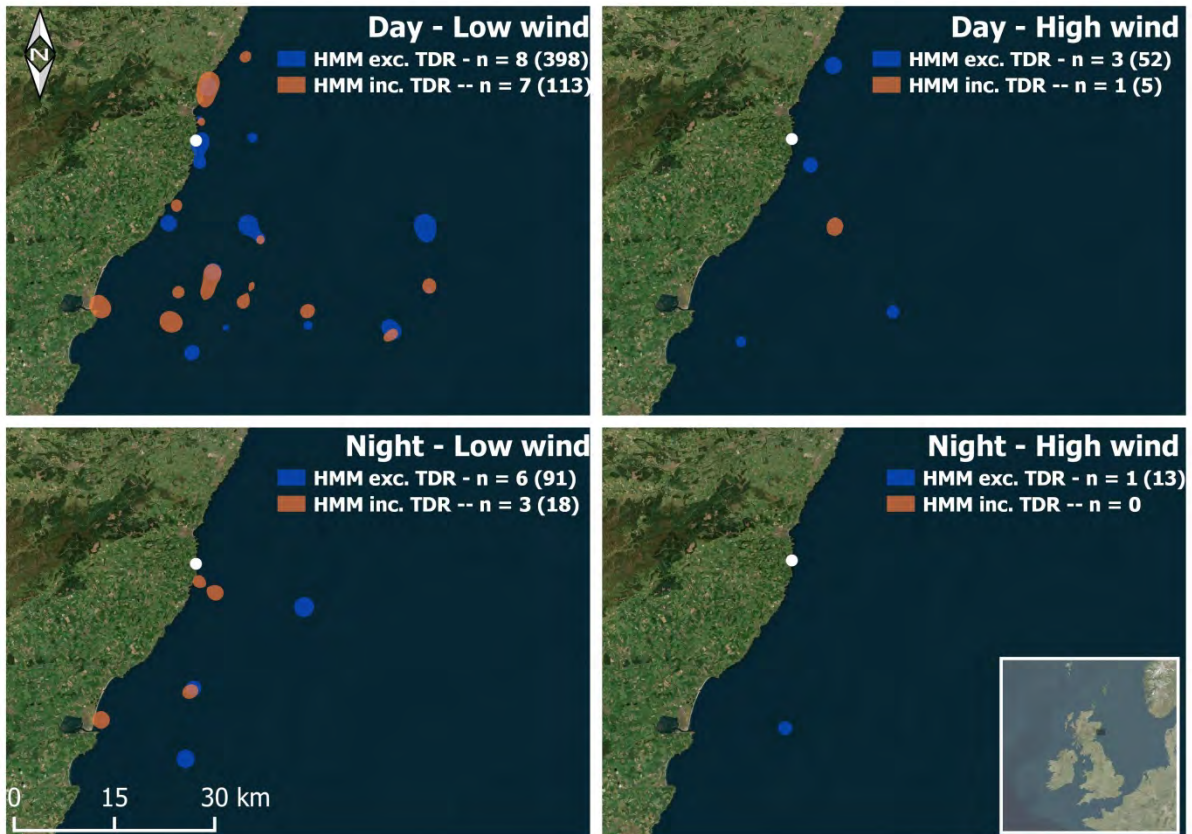 N
Day - Low wind
HMM exc. TDR - n = 8 (398)
HMM inc. TDR -- n = 7 (113)
Day - High wind
HMM exc. TDR - n = 3 (52)
HMM inc. TDR -- n = 1 (5)
Night - Low wind
HMM exc. TDR - n = 6 (91)
HMM inc. TDR -- n = 3 (18)
0 15 30 km
Night - High wind
HMM exc. TDR - n = 1 (13)
HMM inc. TDR -- n = 0